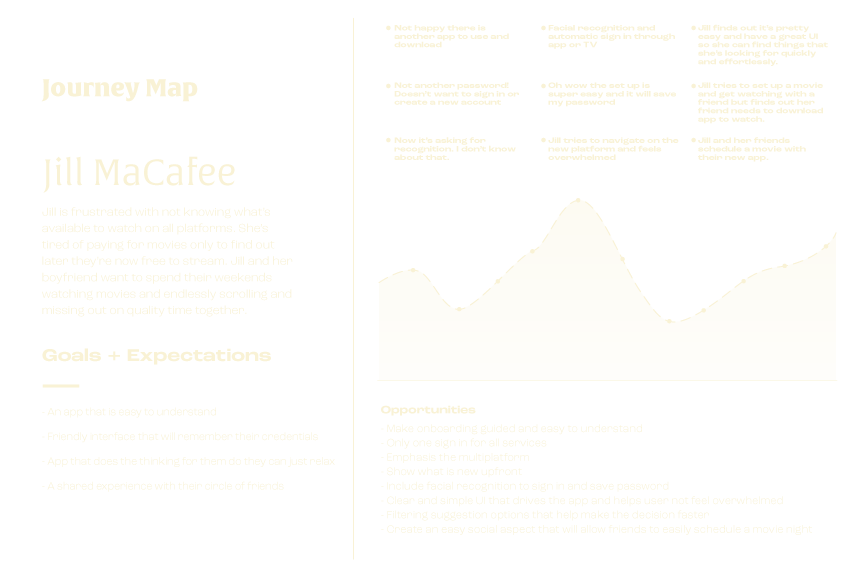 Journey Map
Jill MaCafee
Jill is frustrated with not knowing what's
available to watch on all platforms. Shes
tired of paying for movies only to find out
later they're now free to stream. Jill and her
boyfriend want to spend their weekends
watching movies and endlessly scrolling and
missing out on quality time together.
Goals + Expectations
An app that is easy to understand
Friendly interface that will remember their credentials
App that does the thinking for them do they can just relax
A shared experience with their circle of friends
Not happy there is
another app to use and
download
Not another password!
Doesn't want to sign in or
create a new account.
Now it's asking for
recognition, I don't know
about that.
Facial recognition and
automatic sign in through
app or TV
Oh wow the set up is
super easy and it will save
my password
Jill tries to navigate on the
new platform and feels
overwhelmed
Jill finds out it's pretty
easy and have a great UI
so she can find things that
she's looking for quickly
and effortlessly.
Jill tries to set up a movie
and get watching with a
friend but finds out her
friend needs to download
app to watch.
Jill and her friends
schedule a movie with
their new app.
Opportunities
Make onboarding guided and easy to understand
Only one sign in for all services
Emphasis the multiplatform
Show what is new upfront
Include facial recognition to sign in and save password
Clear and simple UI that drives the app and helps user not feel overwhelmed
Filtering suggestion options that help make the decision faster
Create an easy social aspect that will allow friends to easily schedule a movie night